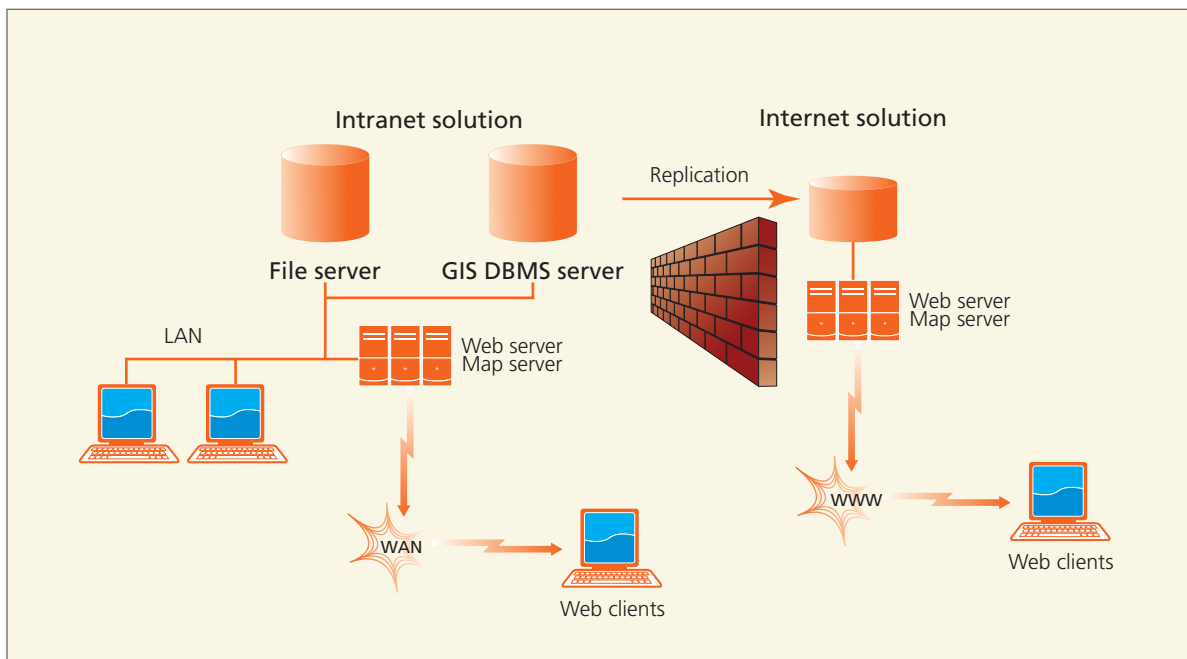 Intranet solution
Internet solution
Replication
File server
GIS DBMS server
Web server
Map server
LAN
Web server
Map server
WWW
WAN
Web clients
Web clients